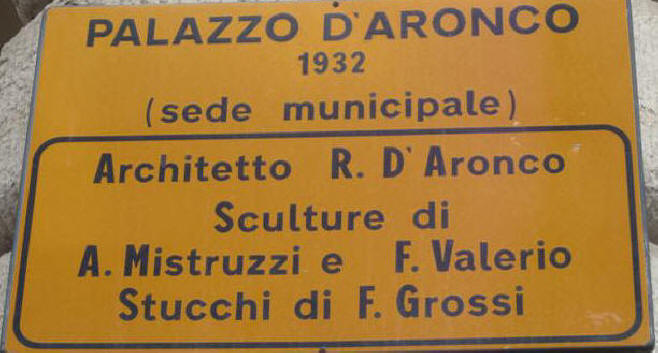 PALAZZO D'ARONCO
1932
(sede municipale)
Architetto R. D'Aronco
Sculture di
A. Mistruzzi e F. Valerio
Stucchi di F. Grossi